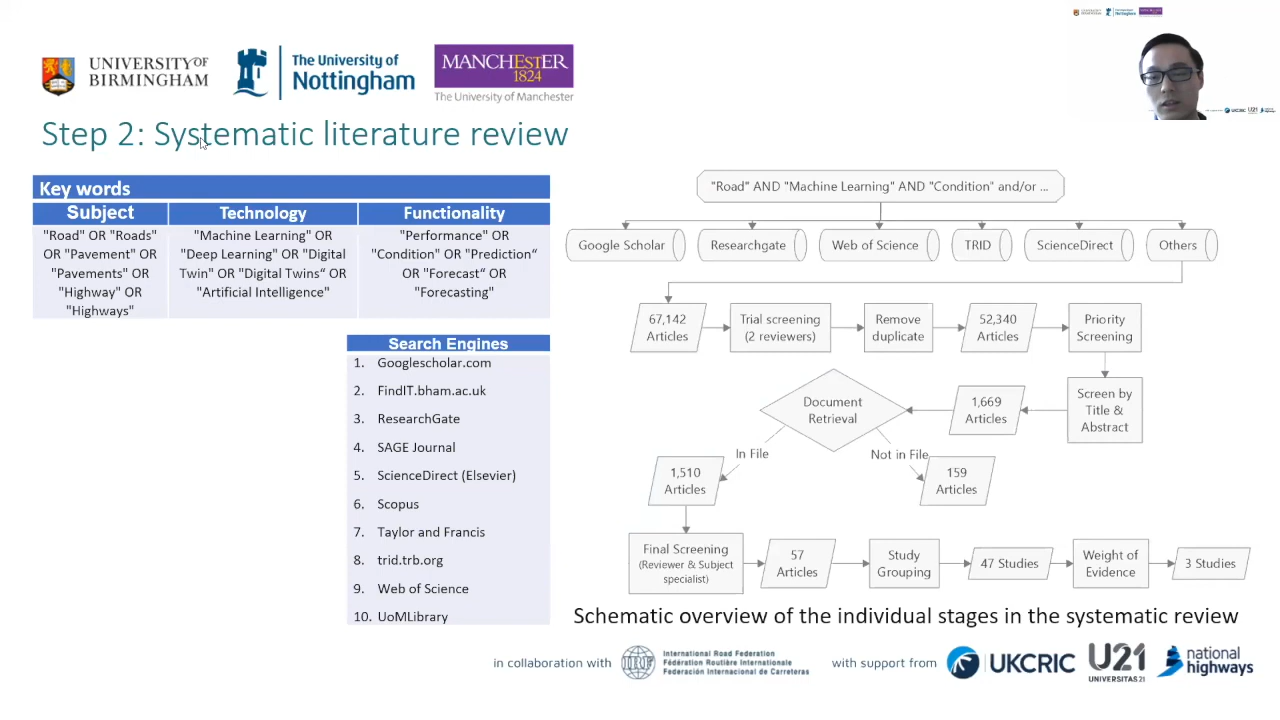 UNIVERSITY OF
BIRMINGHAM
The University of
Nottingham
MANCHESTER
1824
The University of Manchester
Step 2: Systematic literature review
Key words
Subject
Technology
Functionality
"Road" OR "Roads"
OR "Pavement" OR
"Pavements" OR
"Highway" OR
"Highways"
"Machine Learning" OR
"Deep Learning" OR "Digital
Twin" OR "Digital Twins“ OR
"Artificial Intelligence"
"Performance" OR
"Condition" OR "Prediction“
OR "Forecast“ OR
"Forecasting"
Search Engines
1. Googlescholar.com
2. FindIT.bham.ac.uk
3. ResearchGate
4. SAGE Journal
5. ScienceDirect (Elsevier)
6. Scopus
7. Taylor and Francis
8. trid.trb.org
9. Web of Science
10. UoMLibrary
"Road" AND "Machine Learning" AND "Condition" and/or ...
Google Scholar
Researchgate
Web of Science
TRID
ScienceDirect
Others
67,142
Articles
Trial screening
(2 reviewers)
Remove
duplicate
52,340
Articles
Priority
Screening
Screen by
Title &
Abstract
1,669
Articles
Document
Retrieval
In File
Not in File
1,510
Articles
159
Articles
Final Screening
(Reviewer & Subject
specialist)
57
Articles
Study
Grouping
47 Studies
Weight of
Evidence
3 Studies
Schematic overview of the individual stages in the systematic review
in collaboration with
IRF
International Road Federation
Fédération Routière Internationale
Federación Internacional de Carreteras
with support from
UKCRIC
U21
UNIVERSITAS 21
national
highways
UKCRIC
U21